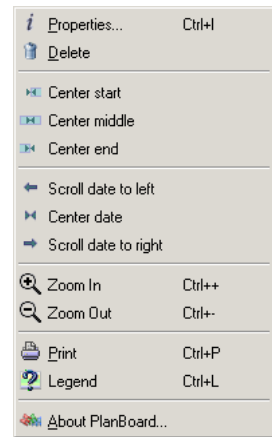 Properties... Ctrl+I
Delete
Center start
Center middle
Center end
Scroll date to left
Center date
Scroll date to right
Zoom In Ctrl++
Zoom Out Ctrl+-
Print Ctrl+P
Legend Ctrl+L
About PlanBoard...